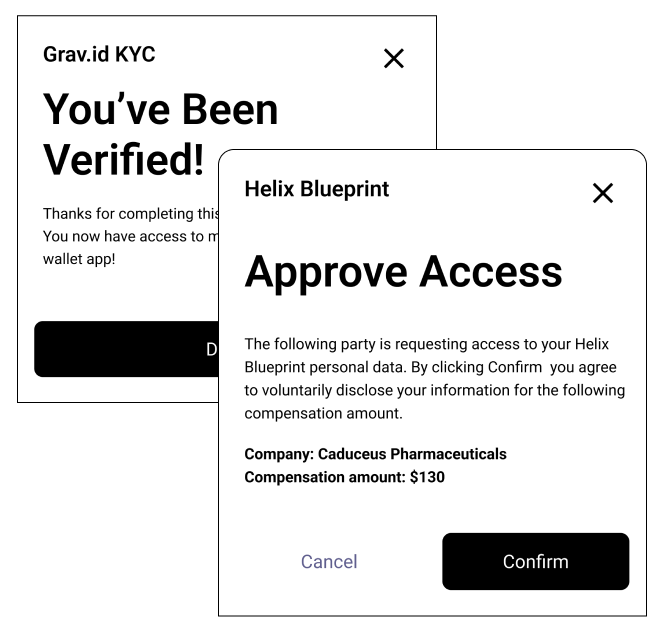 Grav.id KYC
You've Been
Verified!
Thanks for completing this
You now have access to
wallet app!
Helix Blueprint
Approve Access
The following party is requesting access to your Helix
Blueprint personal data. By clicking Confirm  you agree
to voluntarily disclose your information for the following
compensation amount.
Company: Caduceus Pharmaceuticals
Compensation amount: $130
Cancel
Confirm